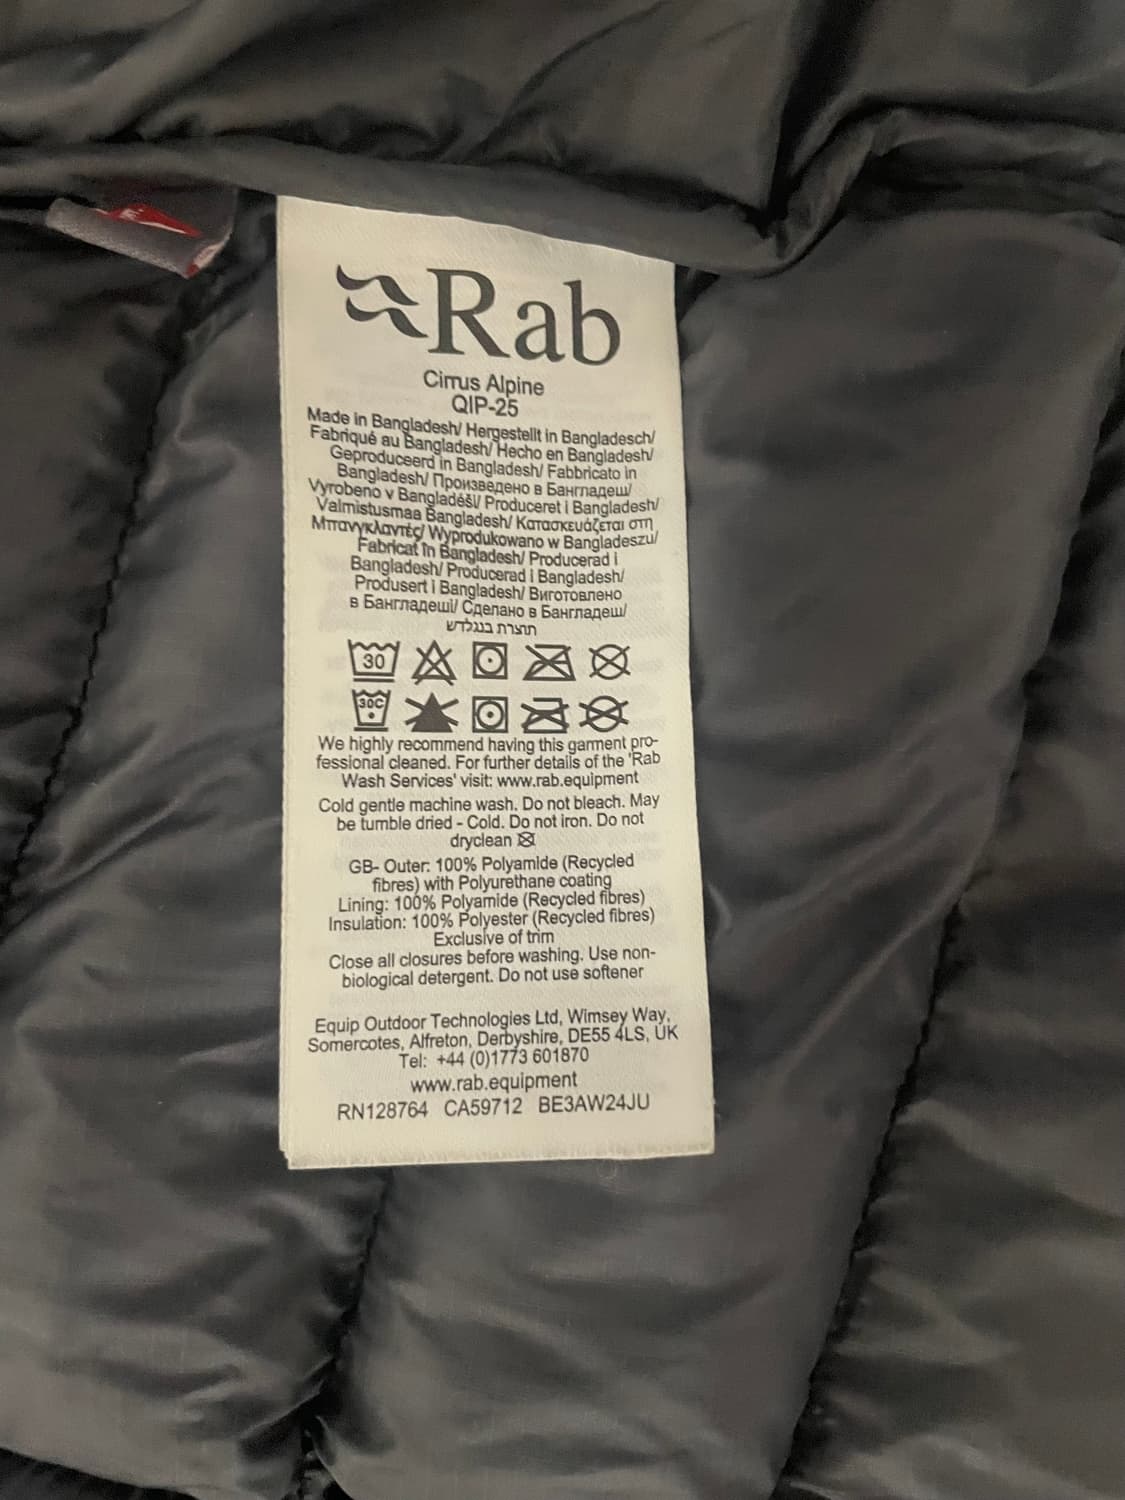 Rab
Cirrus Alpine
QIP-25
Made in Bangladesh/ Hergestellt in Bangladesch/
Fabriqué au Bangladesh/ Hecho en Bangladesh/
Geproduceerd in Bangladesh/ Fabbricato in
Bangladesh/ Произведено в Бангладеш/
Vyrobeno v Bangladéši/ Produceret i Bangladesh/
Valmistusmaa Bangladesh/ Κατασκευάζεται στη
Μπανγκλαντές/ Wyprodukowano w Bangladeszu/
Fabricat în Bangladesh/ Producerad i
Bangladesh/ Producerad i Bangladesh/
Produsert i Bangladesh/ Виготовлено
в Бангладеші/ Сделано в Бангладеш/
תוצרת בנגלדש
30
30C
We highly recommend having this garment pro-
fessional cleaned. For further details of the 'Rab
Wash Services' visit: www.rab.equipment
Cold gentle machine wash. Do not bleach. May
be tumble dried - Cold. Do not iron. Do not
dryclean
GB- Outer: 100% Polyamide (Recycled
fibres) with Polyurethane coating
Lining: 100% Polyamide (Recycled fibres)
Insulation: 100% Polyester (Recycled fibres)
Exclusive of trim
Close all closures before washing. Use non-
biological detergent. Do not use softener
Equip Outdoor Technologies Ltd, Wimsey Way,
Somercotes, Alfreton, Derbyshire, DE55 4LS, UK
Tel: +44 (0)1773 601870
www.rab.equipment
RN128764 CA59712 BE3AW24JU